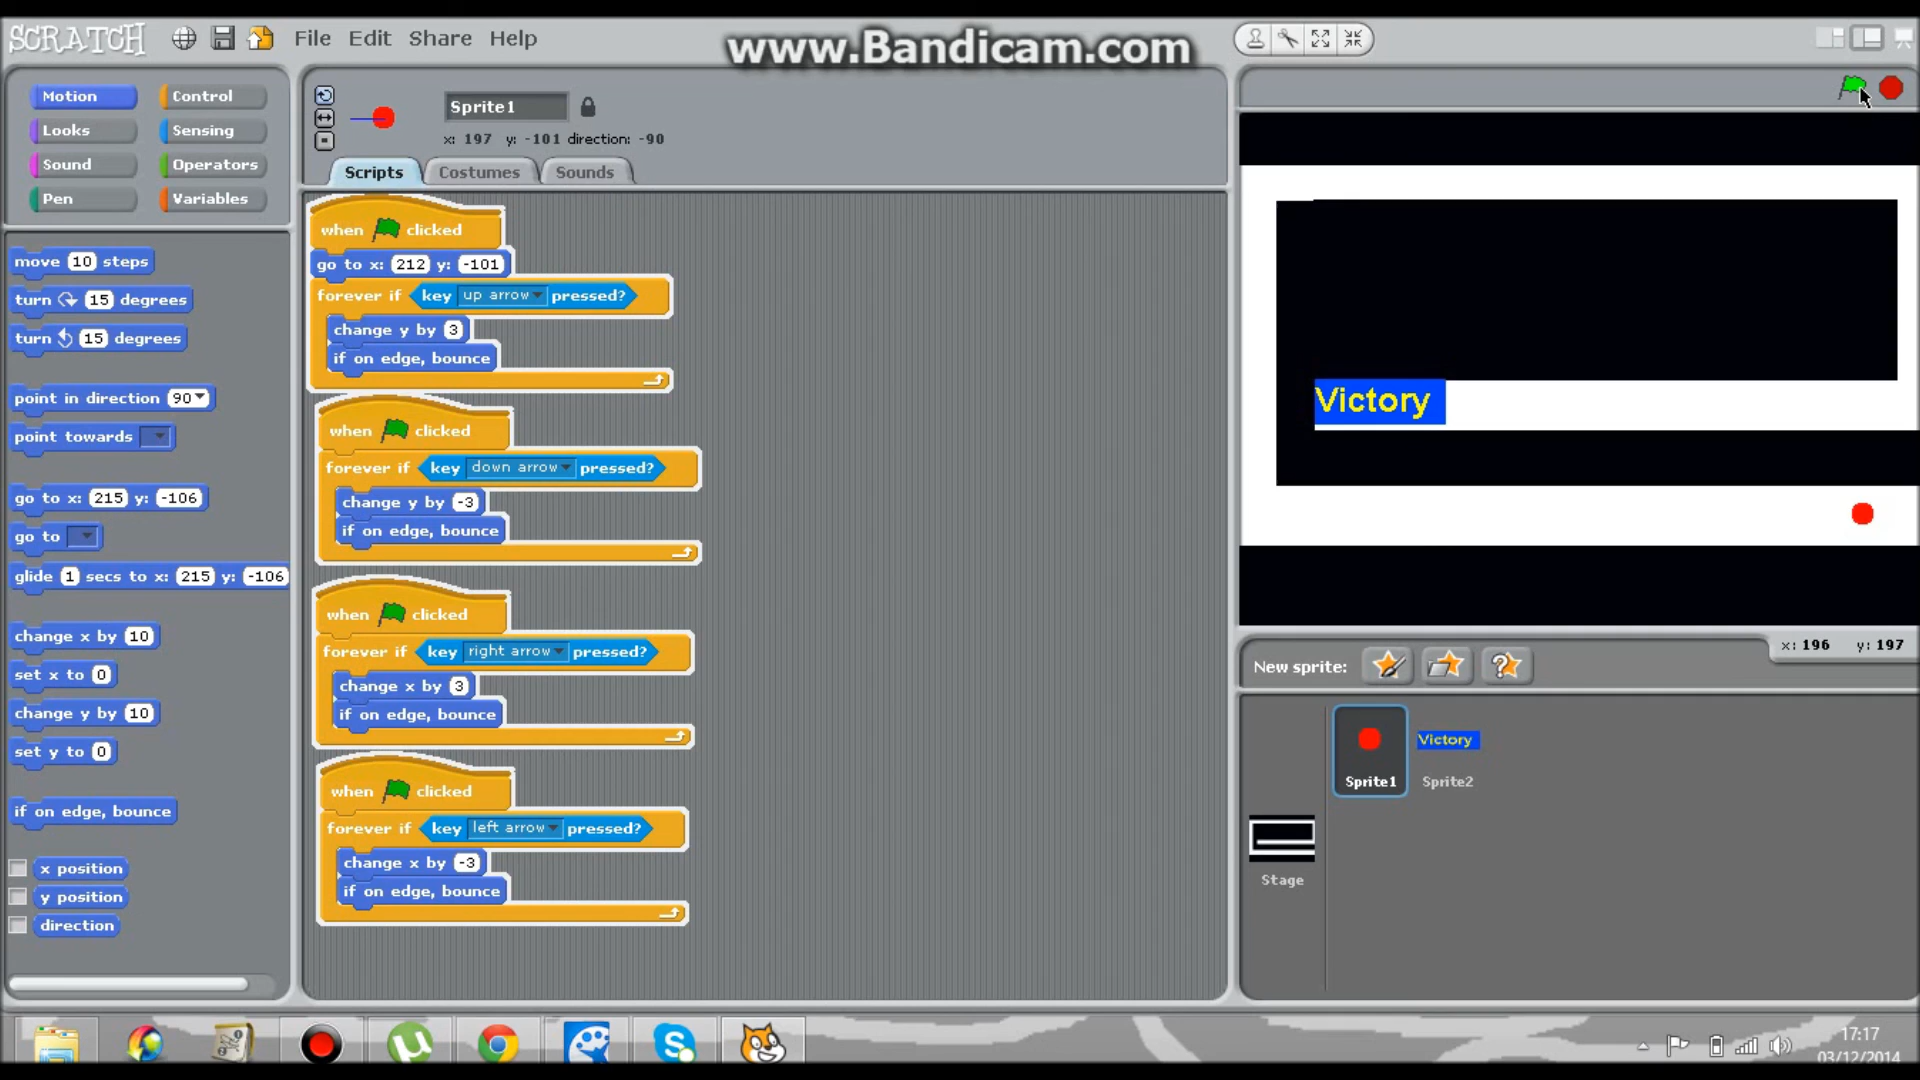 SCRATCH File Edit Share Help
www.Bandicam.com
Motion Control
Looks Sensing
Sound Operators
Pen Variables
move 10 steps
turn 15 degrees
turn 15 degrees
point in direction 90
point towards
go to x: 215 y: -106
go to
glide 1 secs to x: 215 y: -106
change x by 10
set x to 0
change y by 10
set y to 0
if on edge, bounce
x position
y position
direction
Sprite1
x: 197 y: -101 direction: -90
Scripts Costumes Sounds
when clicked
go to x: 212 y: -101
forever if key up arrow pressed?
change y by 3
if on edge, bounce
when clicked
forever if key down arrow pressed?
change y by -3
if on edge, bounce
when clicked
forever if key right arrow pressed?
change x by 3
if on edge, bounce
when clicked
forever if key left arrow pressed?
change x by -3
if on edge, bounce
Victory
x: 196 y: 197
New sprite:
Victory
Sprite1 Sprite2
Stage
17:17
03/12/2014